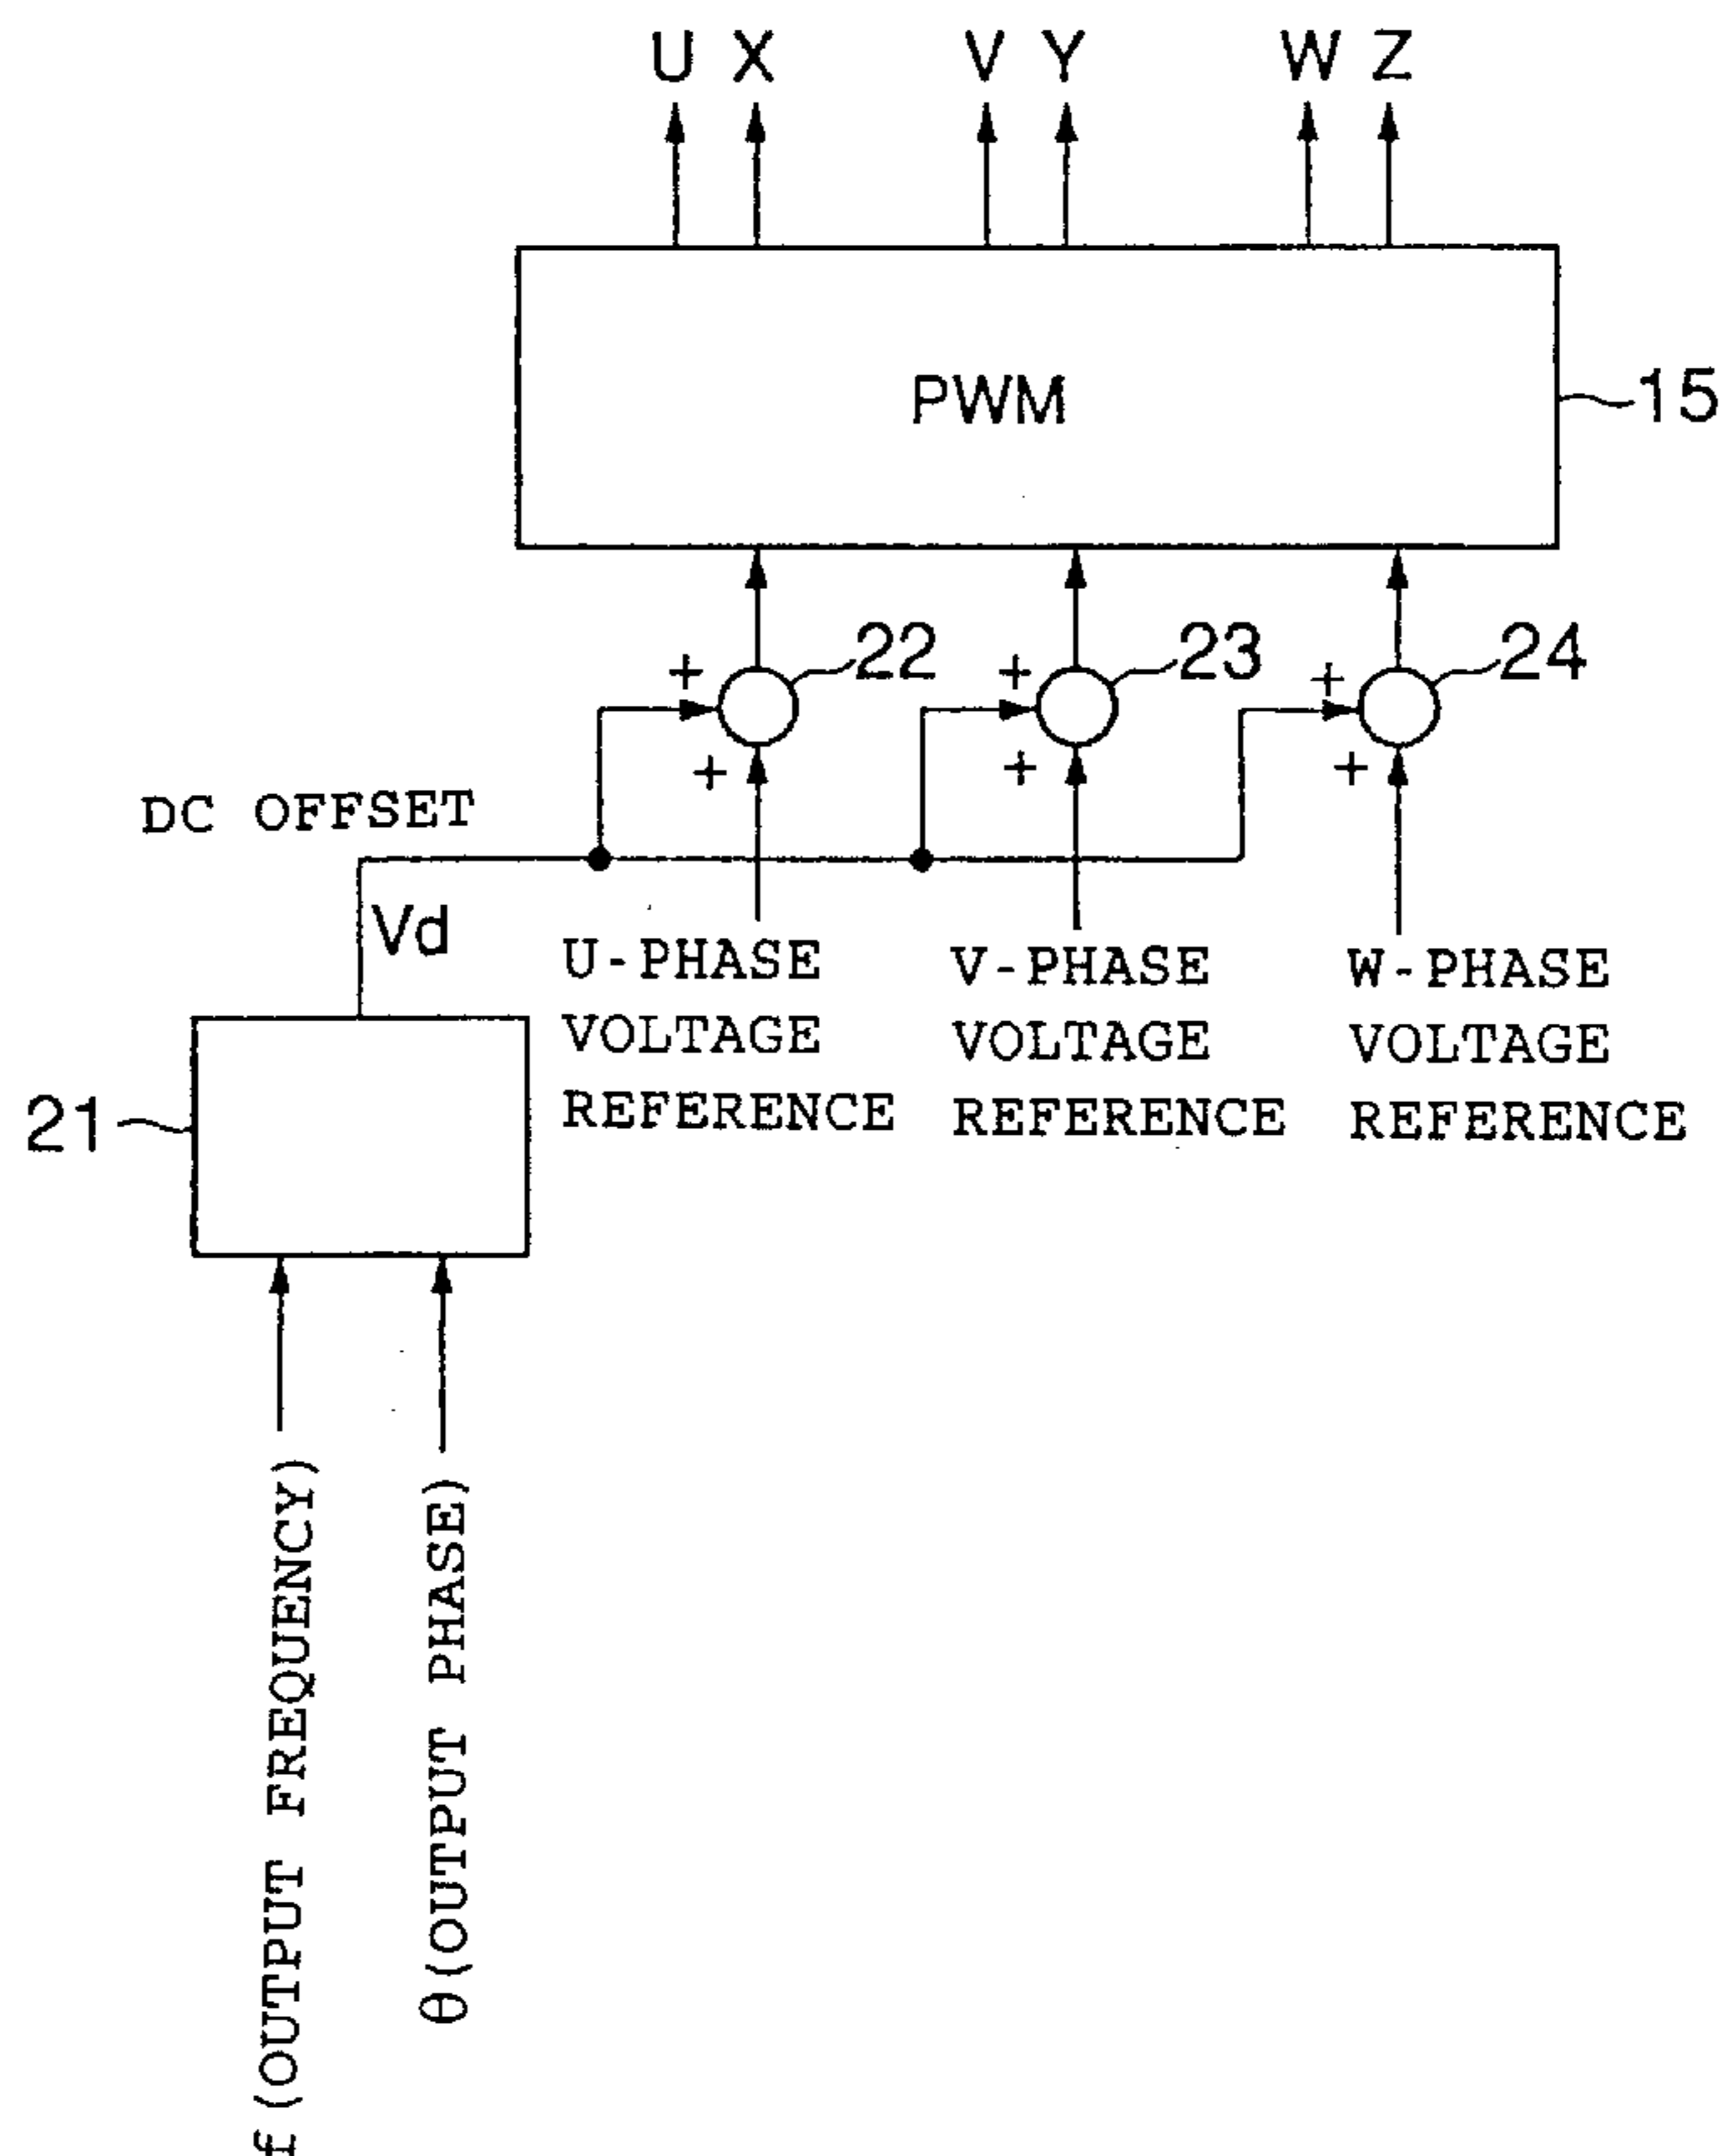 U X V Y W Z
PWM
15
+ 22 + 23 + 24
+ + +
DC OFFSET
Vd
U-PHASE
VOLTAGE
REFERENCE
V-PHASE
VOLTAGE
REFERENCE
W-PHASE
VOLTAGE
REFERENCE
21
f (OUTPUT FREQUENCY)
θ (OUTPUT PHASE)